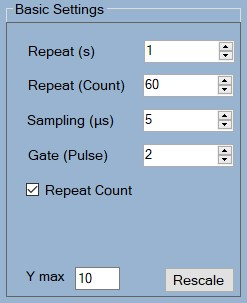 Basic Settings
Repeat (s) 1
Repeat (Count) 60
Sampling (µs) 5
Gate (Pulse) 2
Repeat Count
Y max 10 Rescale